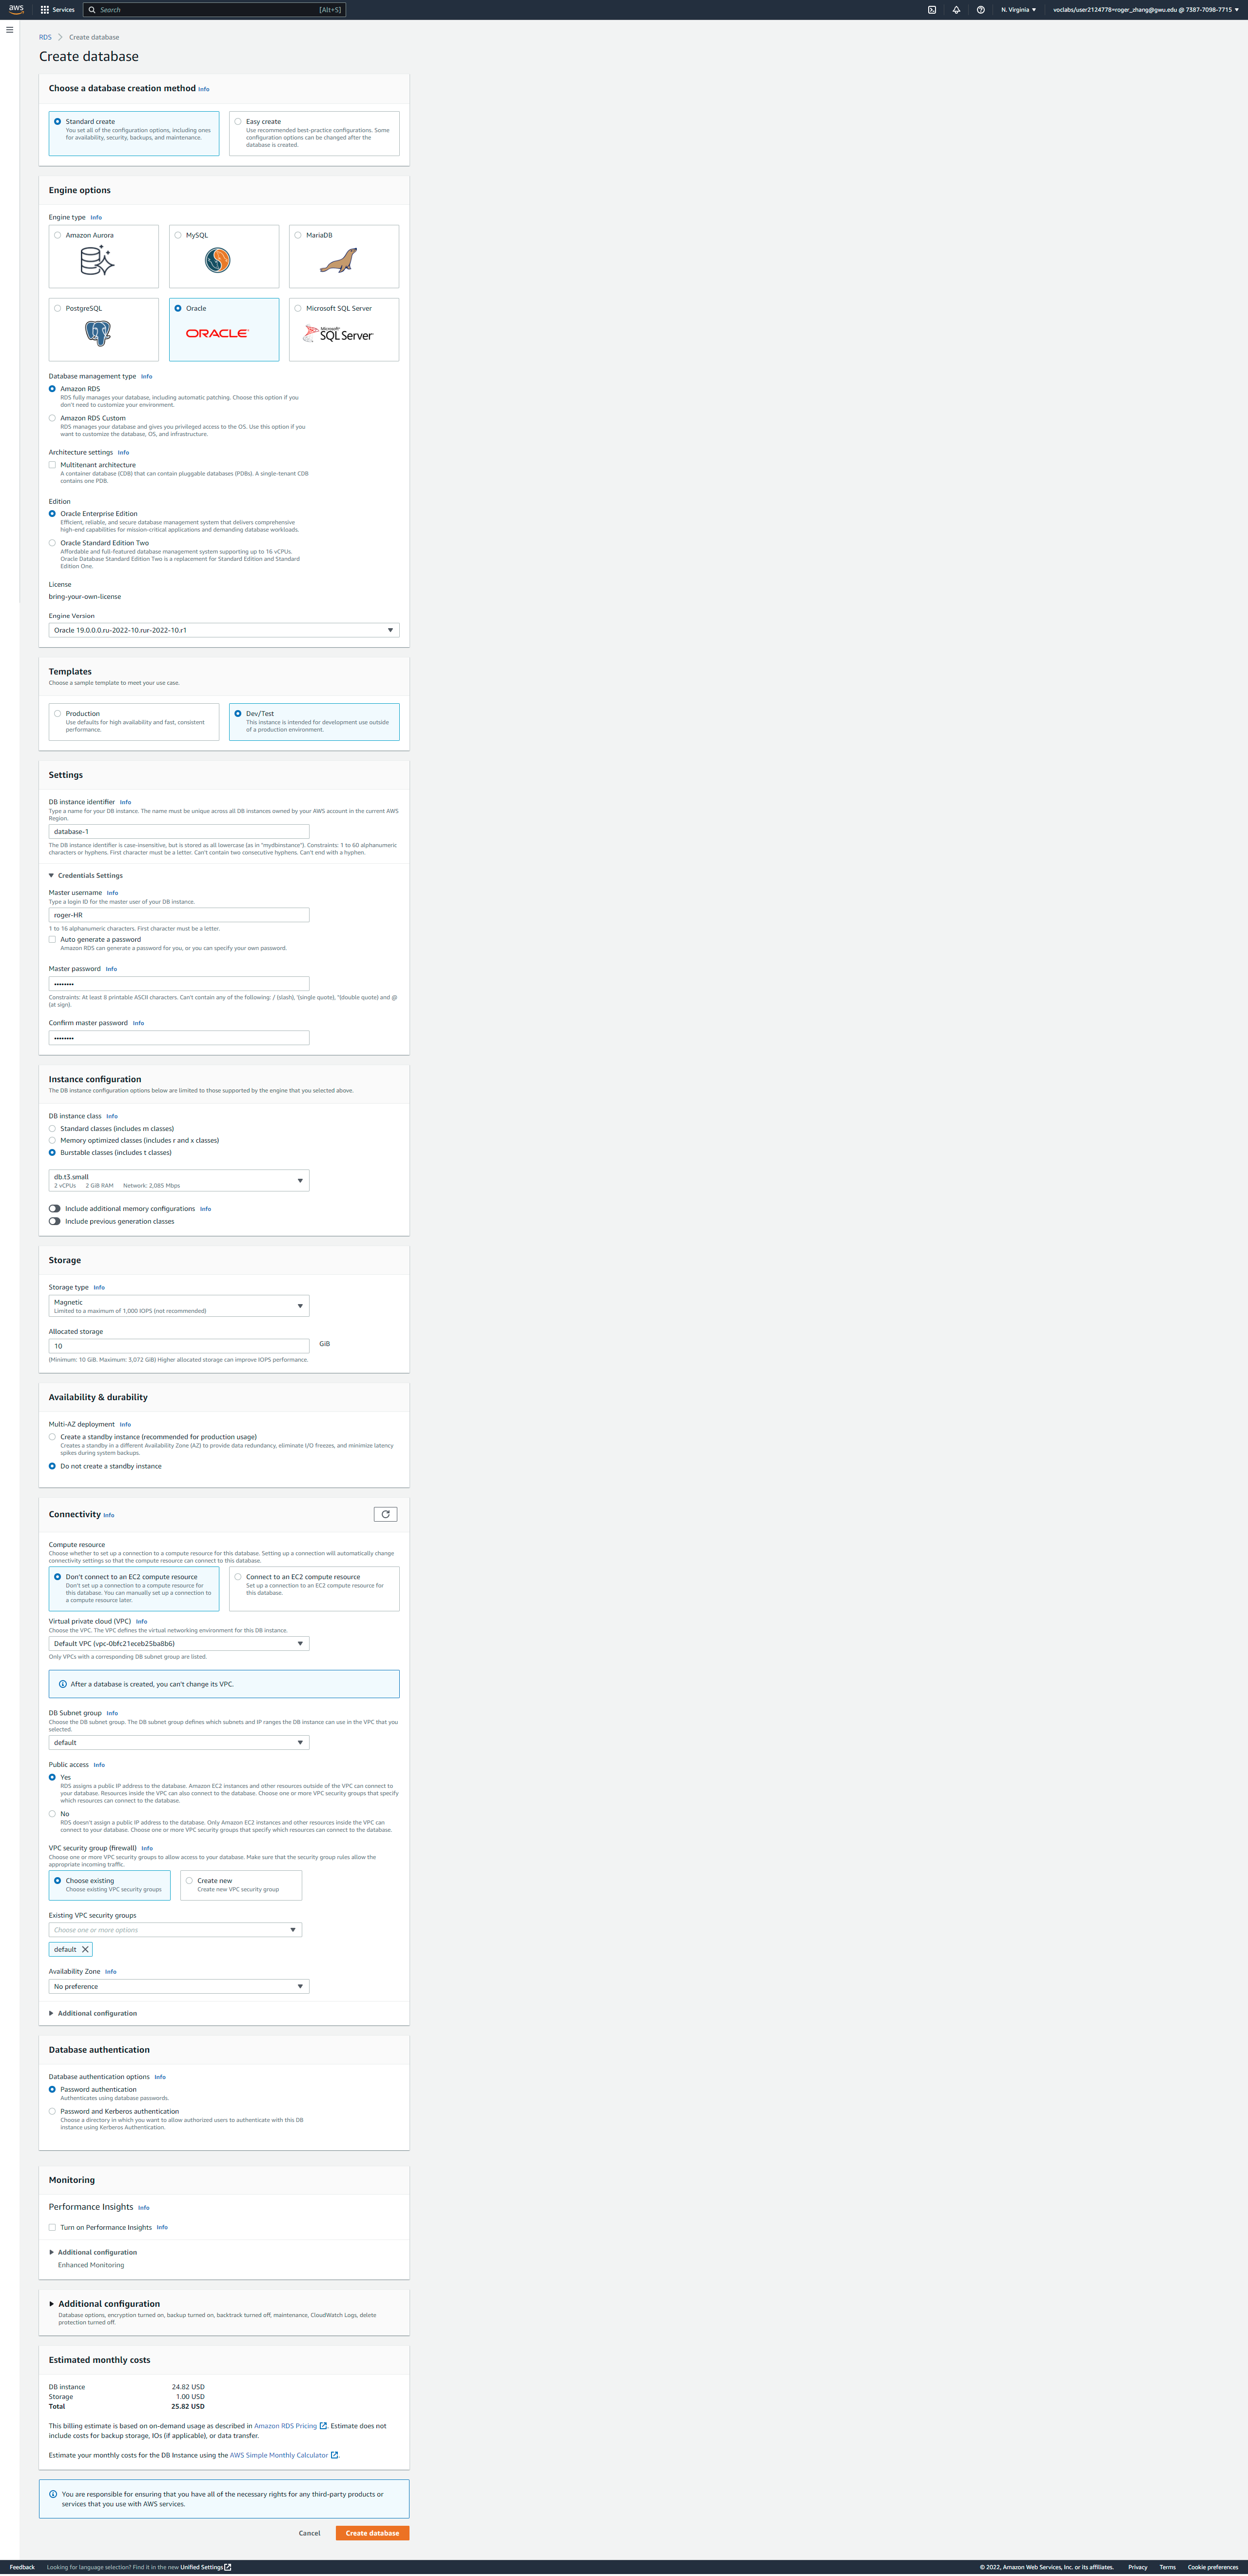 aws
Services
Search
[Alt+S]
N. Virginia
voclabs/user2124778=roger_zhang@gwu.edu @ 7387-7098-7715
RDS
Create database
Create database
Choose a database creation method Info
Standard create
You set all of the configuration options, including ones
for availability, security, backups, and maintenance.
Easy create
Use recommended best-practice configurations. Some
configuration options can be changed after the
database is created.
Engine options
Engine type Info
Amazon Aurora
MySQL
MariaDB
PostgreSQL
Oracle
ORACLE
Microsoft SQL Server
Microsoft
SQL Server
Database management type Info
Amazon RDS
RDS fully manages your database, including automatic patching. Choose this option if you
don't need to customize your environment.
Amazon RDS Custom
RDS manages your database and gives you privileged access to the OS. Use this option if you
want to customize the database, OS, and infrastructure.
Architecture settings Info
Multitenant architecture
A container database (CDB) that can contain pluggable databases (PDBs). A single-tenant CDB
contains one PDB.
Edition
Oracle Enterprise Edition
Efficient, reliable, and secure database management system that delivers comprehensive
high-end capabilities for mission-critical applications and demanding database workloads.
Oracle Standard Edition Two
Affordable and full-featured database management system supporting up to 16 vCPUs.
Oracle Database Standard Edition Two is a replacement for Standard Edition and Standard
Edition One.
License
bring-your-own-license
Engine Version
Oracle 19.0.0.0.ru-2022-10.rur-2022-10.r1
Templates
Choose a sample template to meet your use case.
Production
Use defaults for high availability and fast, consistent
performance.
Dev/Test
This instance is intended for development use outside
of a production environment.
Settings
DB instance identifier Info
Type a name for your DB instance. The name must be unique across all DB instances owned by your AWS account in the current AWS
Region.
database-1
The DB instance identifier is case-insensitive, but is stored as all lowercase (as in "mydbinstance"). Constraints: 1 to 60 alphanumeric
characters or hyphens. First character must be a letter. Can't contain two consecutive hyphens. Can't end with a hyphen.
Credentials Settings
Master username Info
Type a login ID for the master user of your DB instance.
roger-HR
1 to 16 alphanumeric characters. First character must be a letter.
Auto generate a password
Amazon RDS can generate a password for you, or you can specify your own password.
Master password Info
••••••••
Constraints: At least 8 printable ASCII characters. Can't contain any of the following: / (slash), '(single quote), "(double quote) and @
(at sign).
Confirm master password Info
••••••••
Instance configuration
The DB instance configuration options below are limited to those supported by the engine that you selected above.
DB instance class Info
Standard classes (includes m classes)
Memory optimized classes (includes r and x classes)
Burstable classes (includes t classes)
db.t3.small
2 vCPUs 2 GiB RAM Network: 2,085 Mbps
Include additional memory configurations Info
Include previous generation classes
Storage
Storage type Info
Magnetic
Limited to a maximum of 1,000 IOPS (not recommended)
Allocated storage
10
GiB
(Minimum: 10 GiB. Maximum: 3,072 GiB) Higher allocated storage can improve IOPS performance.
Availability & durability
Multi-AZ deployment Info
Create a standby instance (recommended for production usage)
Creates a standby in a different Availability Zone (AZ) to provide data redundancy, eliminate I/O freezes, and minimize latency
spikes during system backups.
Do not create a standby instance
Connectivity Info
Compute resource
Choose whether to set up a connection to a compute resource for this database. Setting up a connection will automatically change
connectivity settings so that the compute resource can connect to this database.
Don't connect to an EC2 compute resource
Don't set up a connection to a compute resource for
this database. You can manually set up a connection to
a compute resource later.
Connect to an EC2 compute resource
Set up a connection to an EC2 compute resource for
this database.
Virtual private cloud (VPC) Info
Choose the VPC. The VPC defines the virtual networking environment for this DB instance.
Default VPC (vpc-0bfc21eceb25ba8b6)
Only VPCs with a corresponding DB subnet group are listed.
After a database is created, you can't change its VPC.
DB Subnet group Info
Choose the DB subnet group. The DB subnet group defines which subnets and IP ranges the DB instance can use in the VPC that you
selected.
default
Public access Info
Yes
RDS assigns a public IP address to the database. Amazon EC2 instances and other resources outside of the VPC can connect to
your database. Resources inside the VPC can also connect to the database. Choose one or more VPC security groups that specify
which resources can connect to the database.
No
RDS doesn't assign a public IP address to the database. Only Amazon EC2 instances and other resources inside the VPC can
connect to your database. Choose one or more VPC security groups that specify which resources can connect to the database.
VPC security group (firewall) Info
Choose one or more VPC security groups to allow access to your database. Make sure that the security group rules allow the
appropriate incoming traffic.
Choose existing
Choose existing VPC security groups
Create new
Create new VPC security group
Existing VPC security groups
Choose one or more options
default
Availability Zone Info
No preference
Additional configuration
Database authentication
Database authentication options Info
Password authentication
Authenticates using database passwords.
Password and Kerberos authentication
Choose a directory in which you want to allow authorized users to authenticate with this DB
instance using Kerberos Authentication.
Monitoring
Performance Insights Info
Turn on Performance Insights Info
Additional configuration
Enhanced Monitoring
Additional configuration
Database options, encryption turned on, backup turned on, backtrack turned off, maintenance, CloudWatch Logs, delete
protection turned off.
Estimated monthly costs
DB instance 24.82 USD
Storage 1.00 USD
Total 25.82 USD
This billing estimate is based on on-demand usage as described in Amazon RDS Pricing. Estimate does not
include costs for backup storage, IOs (if applicable), or data transfer.
Estimate your monthly costs for the DB Instance using the AWS Simple Monthly Calculator.
You are responsible for ensuring that you have all of the necessary rights for any third-party products or
services that you use with AWS services.
Cancel
Create database
Feedback
Looking for language selection? Find it in the new Unified Settings
© 2022, Amazon Web Services, Inc. or its affiliates.
Privacy
Terms
Cookie preferences